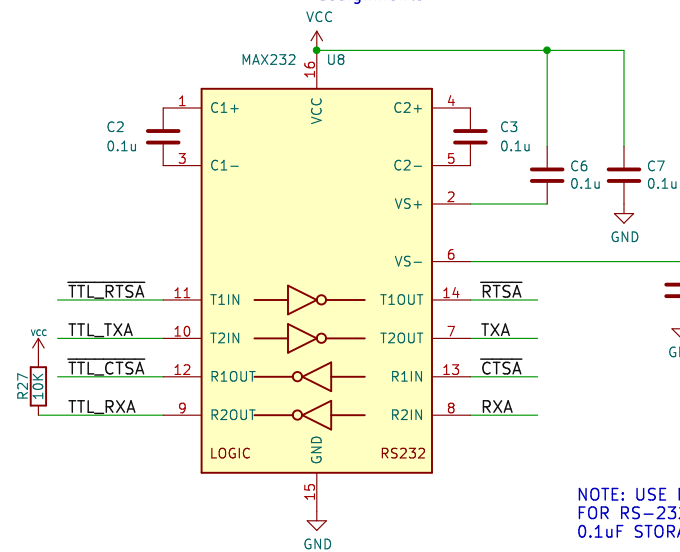 VCC
MAX232 U8
16
VCC
1 C1+ C2+ 4
C2 0.1u
C3 0.1u
3 C1- C2- 5
C6 0.1u
C7 0.1u
VS+ 2
GND
VS- 6
TTL_RTSA 11 T1IN T1OUT 14 RTSA
TTL_TXA 10 T2IN T2OUT 7 TXA
VCC
TTL_CTSA 12 R1OUT R1IN 13 CTSA
R27 10K
TTL_RXA 9 R2OUT R2IN 8 RXA
LOGIC GND RS232
15
GND
NOTE: USE
FOR RS-23
0.1uF STOR